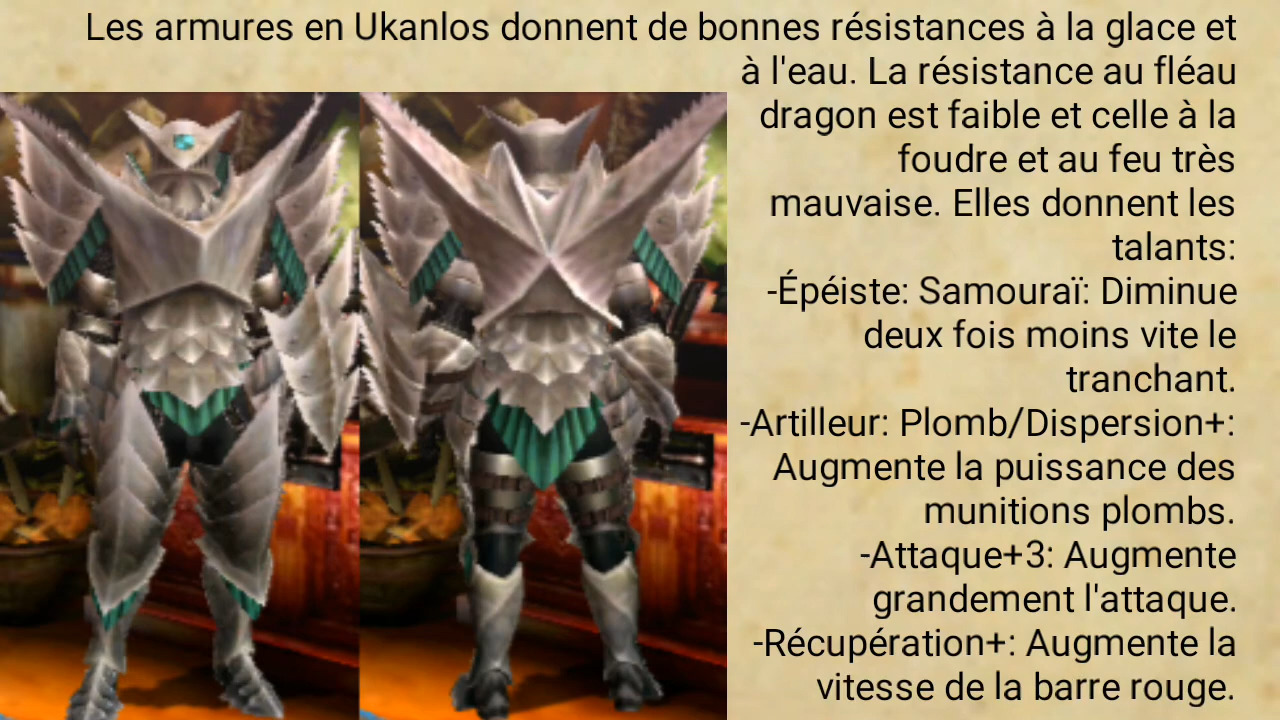 Les armures en Ukanlos donnent de bonnes résistances à la glace et
à l'eau. La résistance au fléau
dragon est faible et celle à la
foudre et au feu très
mauvaise. Elles donnent les
talants:
-Épéiste: Samouraï: Diminue
deux fois moins vite le
tranchant.
-Artilleur: Plomb/Dispersion+:
Augmente la puissance des
munitions plombs.
-Attaque+3: Augmente
grandement l'attaque.
-Récupération+: Augmente la
vitesse de la barre rouge.